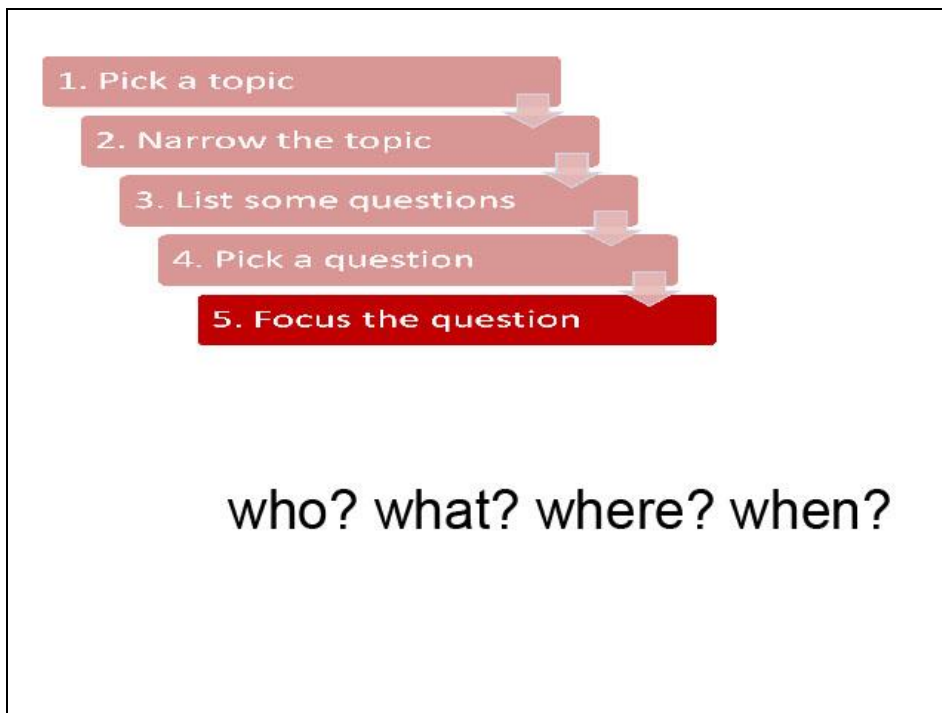 1. Pick a topic
2. Narrow the topic
3. List some questions
4. Pick a question
5. Focus the question
who? what? where? when?